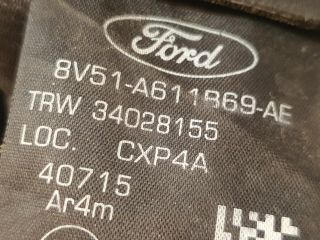 Ford
8V51-A611B69-AE
TRW 34028155
LOC. CXP4A
40715
Ar4m